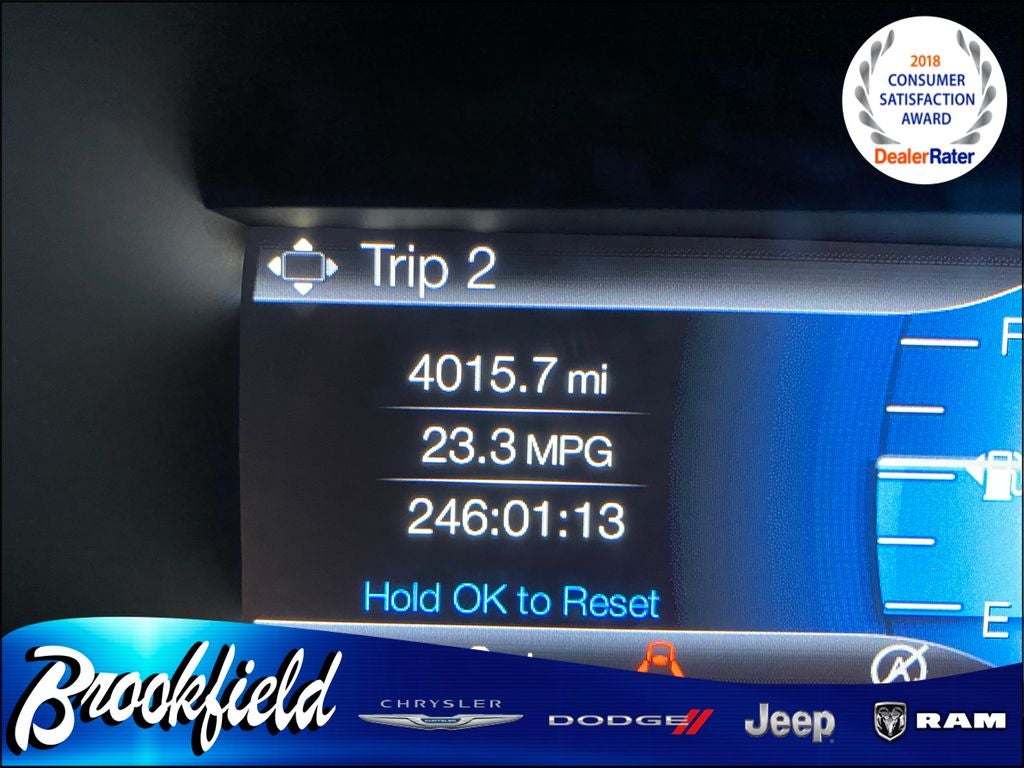 2018
CONSUMER
SATISFACTION
AWARD
DealerRater
Trip 2
4015.7 mi
23.3 MPG
246:01:13
Hold OK to Reset
F
E
A
Brookfield
CHRYSLER
DODGE
Jeep
RAM